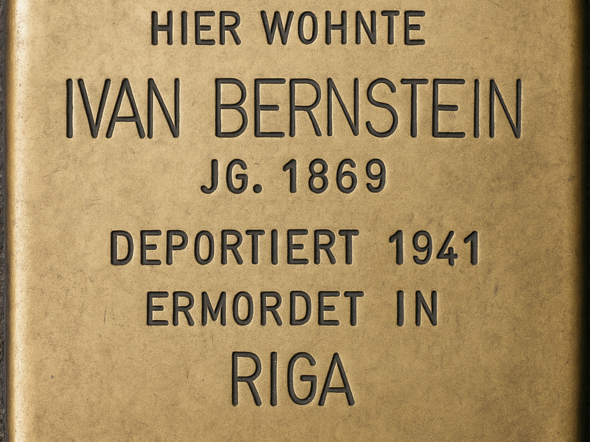 HIER WOHNTE
IVAN BERNSTEIN
JG. 1869
DEPORTIERT 1941
ERMORDET IN
RIGA